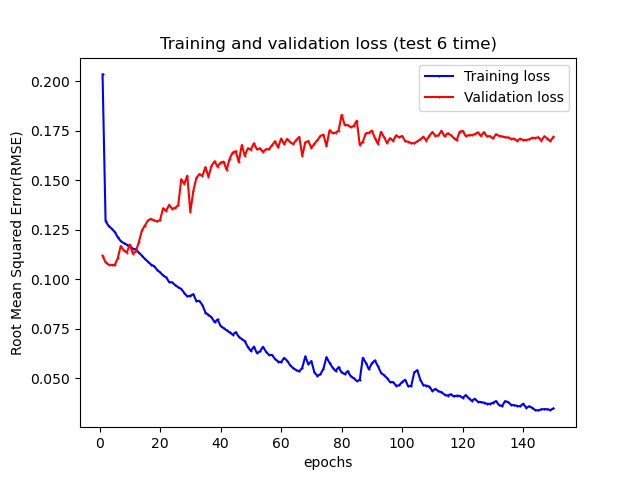 Training and validation loss (test 6 time)
Training loss
Validation loss
Root Mean Squared Error(RMSE)
0.200
0.175
0.150
0.125
0.100
0.075
0.050
0 20 40 60 80 100 120 140
epochs